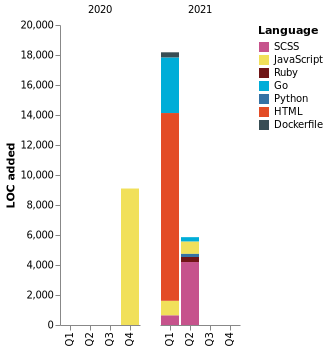 2020 2021
Language
SCSS
JavaScript
Ruby
Go
Python
HTML
Dockerfile
LOC added
20,000
18,000
16,000
14,000
12,000
10,000
8,000
6,000
4,000
2,000
0
Q1 Q2 Q3 Q4 Q1 Q2 Q3 Q4